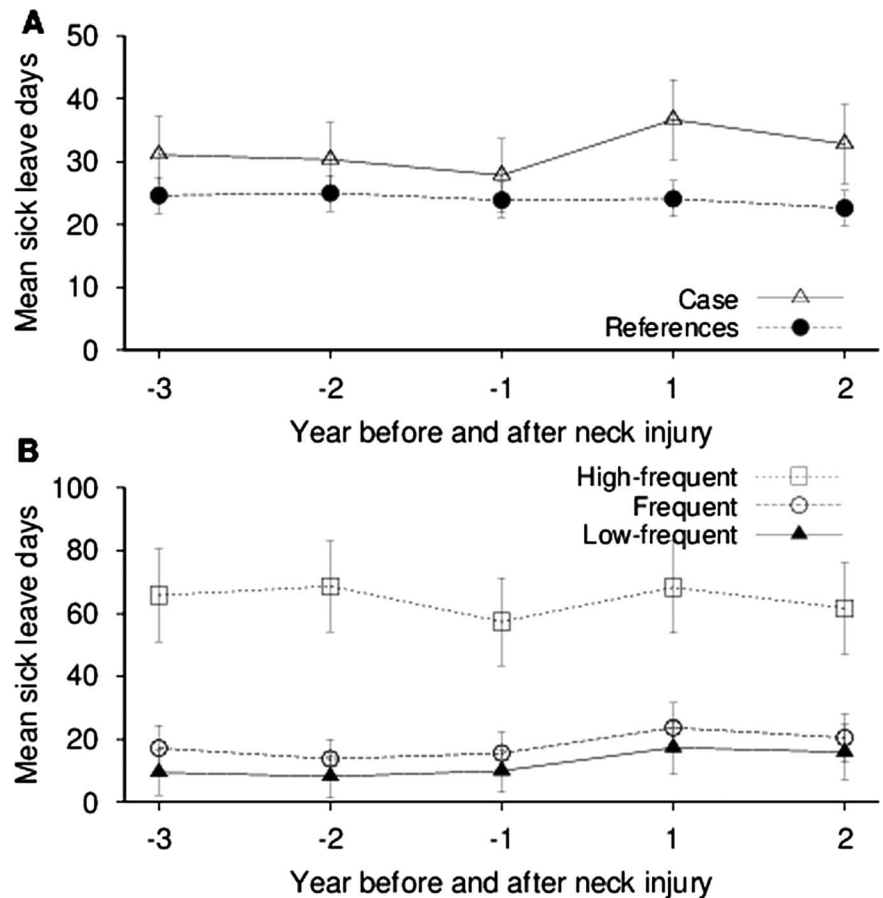 A
50
40
30
20
10
0
Mean sick leave days
Case
References
-3 -2 -1 1 2
Year before and after neck injury
B
100
80
60
40
20
0
Mean sick leave days
High-frequent
Frequent
Low-frequent
-3 -2 -1 1 2
Year before and after neck injury